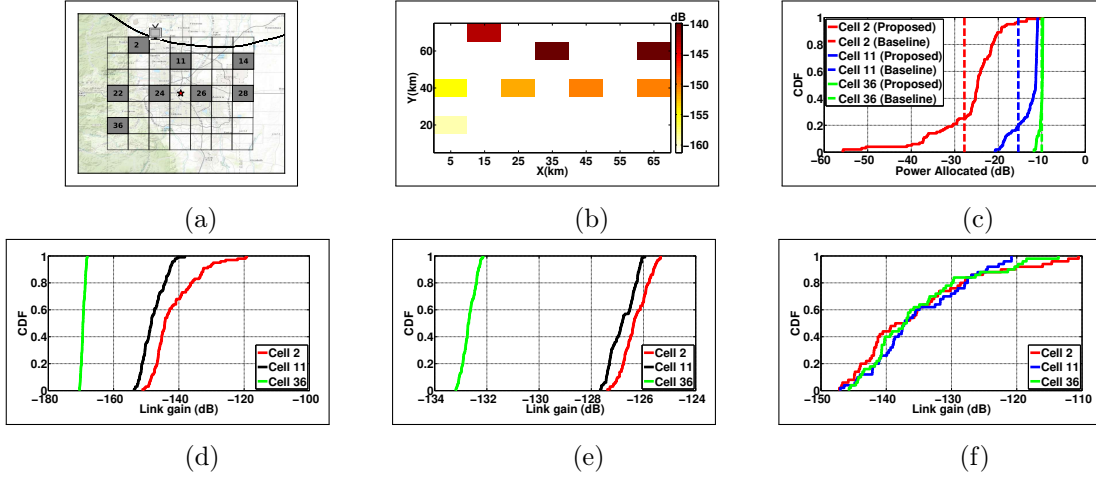 2
11
14
22
24
26
28
36
dB
−140
−145
−150
−155
−160
60
40
20
Y(km)
5 15 25 35 45 55 65
X(km)
1
0.8
0.6
0.4
0.2
0
CDF
Cell 2 (Proposed)
Cell 2 (Baseline)
Cell 11 (Proposed)
Cell 11 (Baseline)
Cell 36 (Proposed)
Cell 36 (Baseline)
−60 −50 −40 −30 −20 −10 0
Power Allocated (dB)
(a)
(b)
(c)
1
0.8
0.6
0.4
0.2
0
CDF
Cell 2
Cell 11
Cell 36
−180 −160 −140 −120 −100
Link gain (dB)
1
0.8
0.6
0.4
0.2
0
CDF
Cell 2
Cell 11
Cell 36
−134 −132 −130 −128 −126 −124
Link gain (dB)
1
0.8
0.6
0.4
0.2
0
CDF
Cell 2
Cell 11
Cell 36
−150 −140 −130 −120 −110
Link gain (dB)
(d)
(e)
(f)